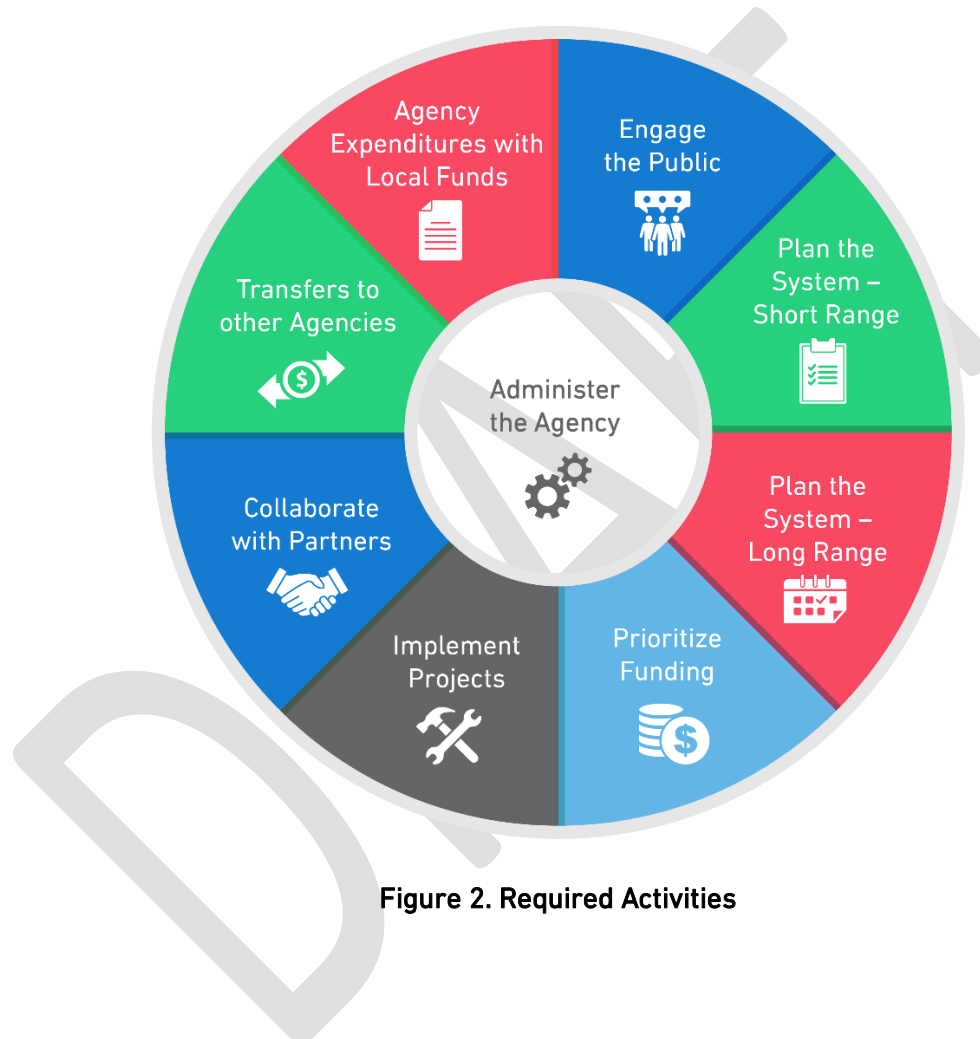 Agency
Expenditures with
Local Funds
Engage
the Public
Plan the
System –
Short Range
Transfers to
other Agencies
$
Administer
the Agency
Plan the
System –
Long Range
Collaborate
with Partners
Implement
Projects
Prioritize
Funding
$
Figure 2. Required Activities